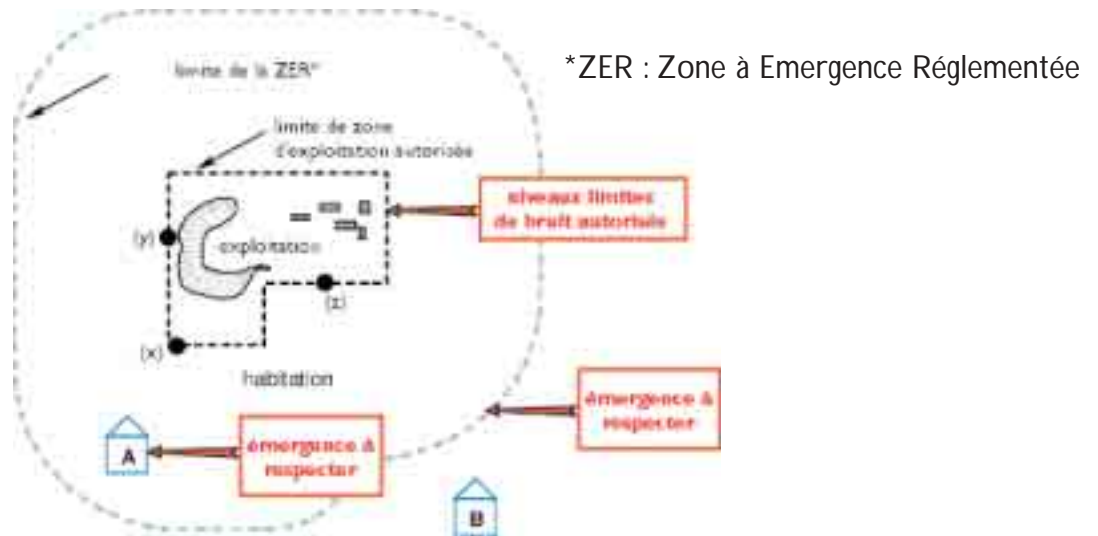 limite de la ZER*
*ZER : Zone à Emergence Réglementée
limite de zone
d'exploitation autorisée
niveaux limites
de bruit autorisés
(y)
exploitation
(z)
(x)
habitation
émergence à
respecter
A
émergence à
respecter
B